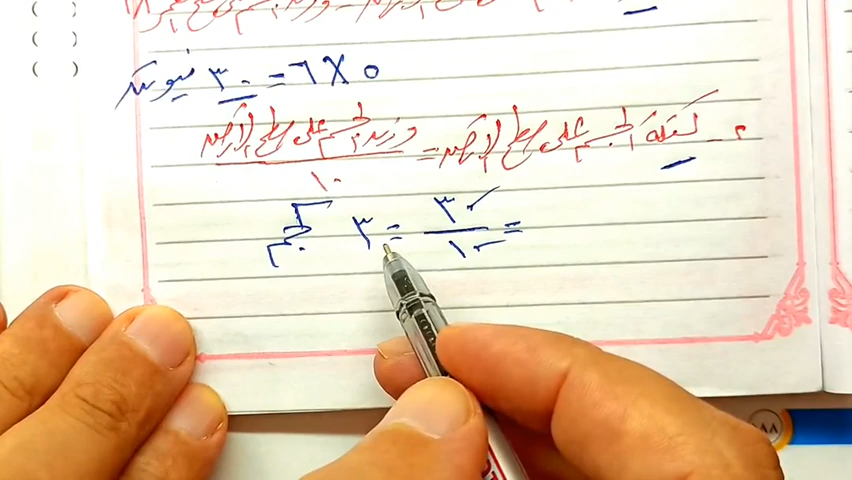 ٥ × ٦ = ٣٠ نيوتن
٢ - كتلة الجسم على سطح الأرض = وزن الجسم على سطح الأرض
١٠
= ٣٠ / ١٠ = ٣ كجم